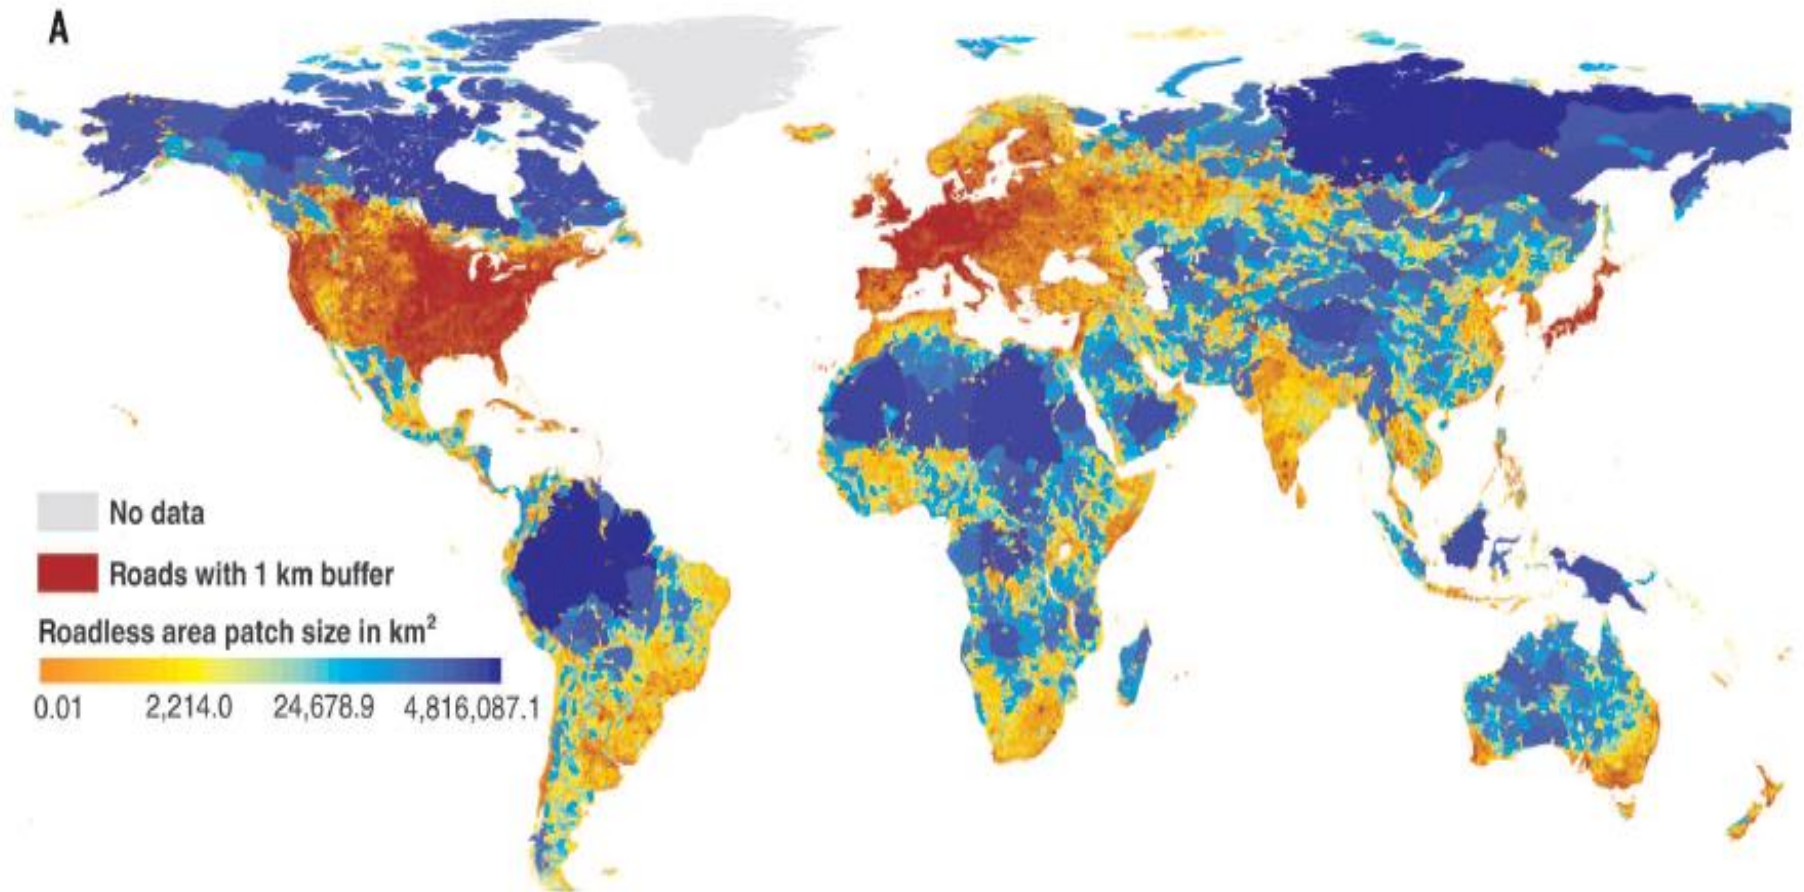 A
No data
Roads with 1 km buffer
Roadless area patch size in km²
0.01 2,214.0 24,678.9 4,816,087.1